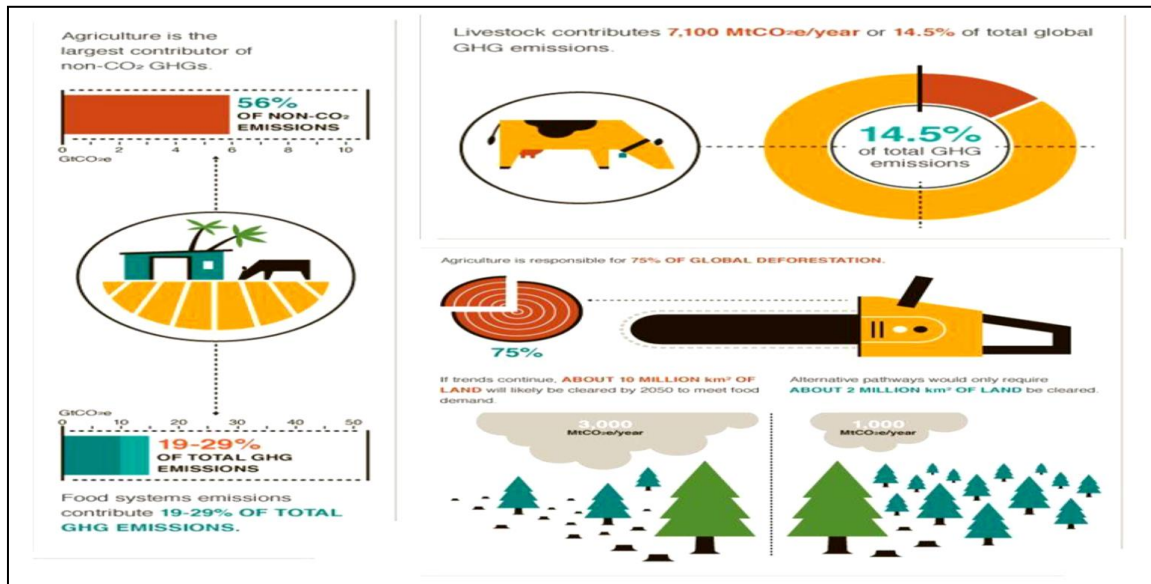 Agriculture is the
largest contributor of
non-CO₂ GHGs.
56%
OF NON-CO₂
EMISSIONS
0 2 4 6 8 10
GtCO₂e
GtCO₂e
0 10 20 30 40 50
19-29%
OF TOTAL GHG
EMISSIONS
Food systems emissions
contribute 19-29% OF TOTAL
GHG EMISSIONS.
Livestock contributes 7,100 MtCO₂e/year or 14.5% of total global
GHG emissions.
14.5%
of total GHG
emissions
Agriculture is responsible for 75% OF GLOBAL DEFORESTATION.
75%
If trends continue, ABOUT 10 MILLION km² OF
LAND will likely be cleared by 2050 to meet food
demand.
3,000
MtCO₂e/year
Alternative pathways would only require
ABOUT 2 MILLION km² OF LAND be cleared.
1,000
MtCO₂e/year